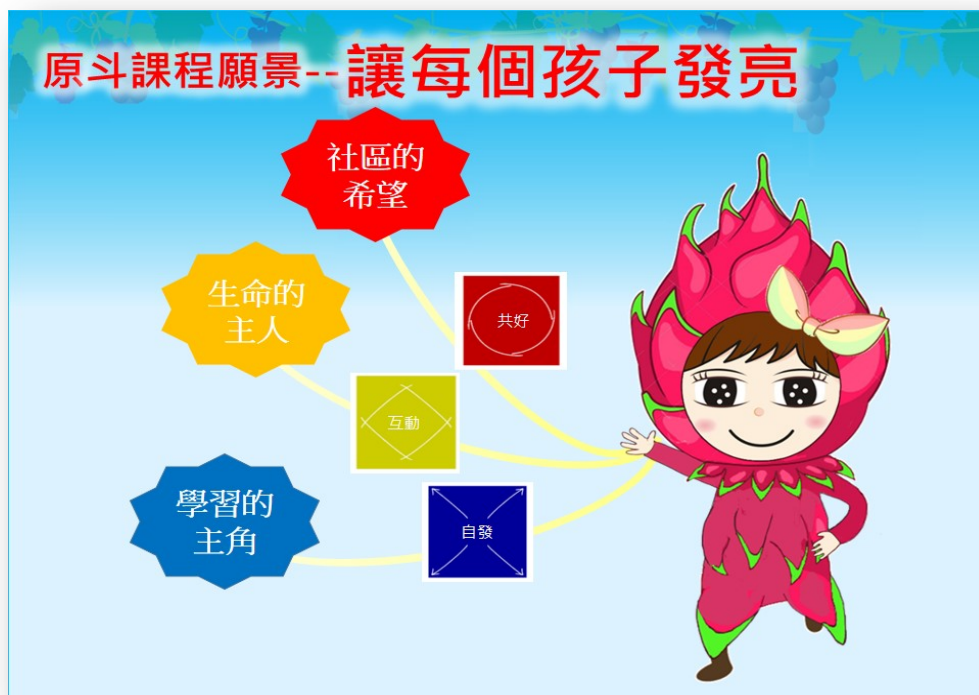 原斗課程願景--讓每個孩子發亮
社區的
希望
共好
生命的
主人
互動
學習的
主角
自發